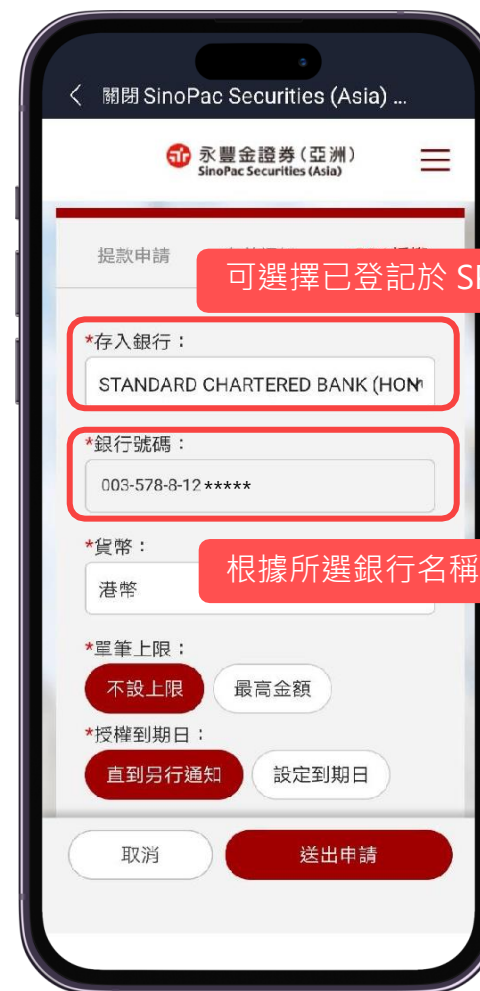 關閉 SinoPac Securities (Asia) ...
永豐金證券(亞洲)
SinoPac Securities (Asia)
提款申請
可選擇已登記於 S
*存入銀行:
STANDARD CHARTERED BANK (HON
*銀行號碼:
003-578-8-12*****
*貨幣:
港幣
根據所選銀行名稱
*單筆上限:
不設上限 最高金額
*授權到期日:
直到另行通知 設定到期日
取消 送出申請